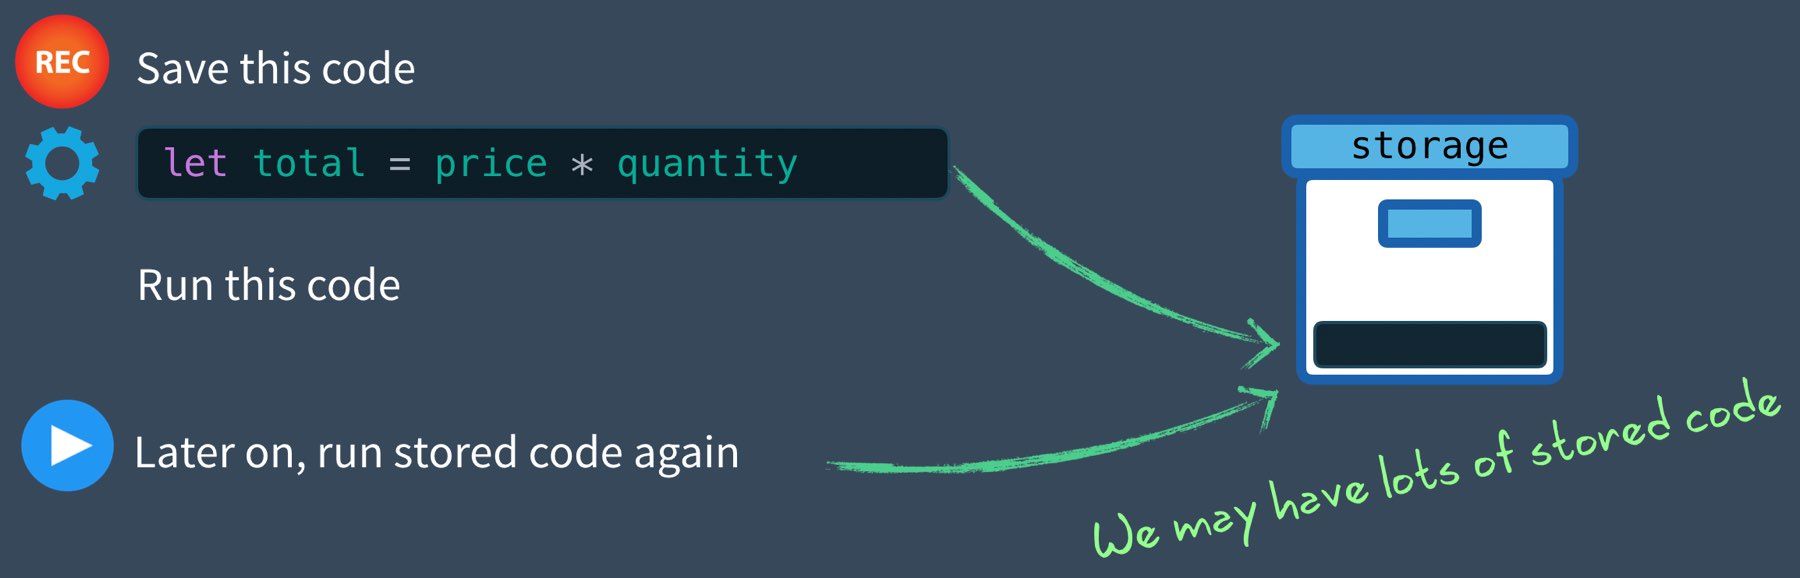 REC
Save this code
let total = price * quantity
storage
Run this code
Later on, run stored code again
We may have lots of stored code